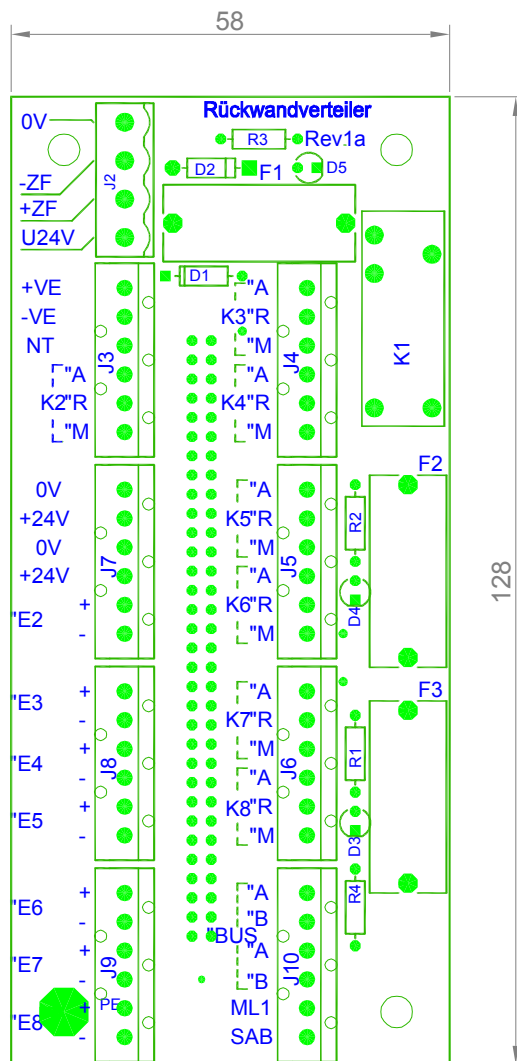 58
Rückwandverteiler
0V
R3
Rev1a
-ZF
J2
D2
F1
D5
+ZF
U24V
D1
+VE
"A
-VE
K3"R
NT
"M
J3
J4
K1
"A
"A
K2"R
K4"R
"M
"M
F2
0V
"A
+24V
K5"R
R2
0V
"M
J7
J5
+24V
"A
128
"E2
+
K6"R
D4
-
"M
F3
"E3
+
"A
-
K7"R
R1
"E4
+
"M
J8
J6
-
"A
"E5
+
K8"R
D3
-
"M
R4
"E6
+
"A
-
"B
"BUS
"E7
+
"A
J9
J10
-
"B
PE
+
ML1
"E8
-
SAB